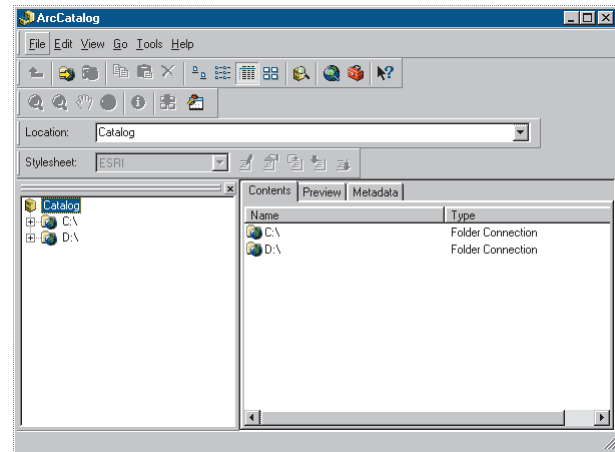 ArcCatalog
File Edit View Go Tools Help
Location: Catalog
Stylesheet: ESRI
Catalog
C:\
D:\
Contents Preview Metadata
Name Type
C:\ Folder Connection
D:\ Folder Connection